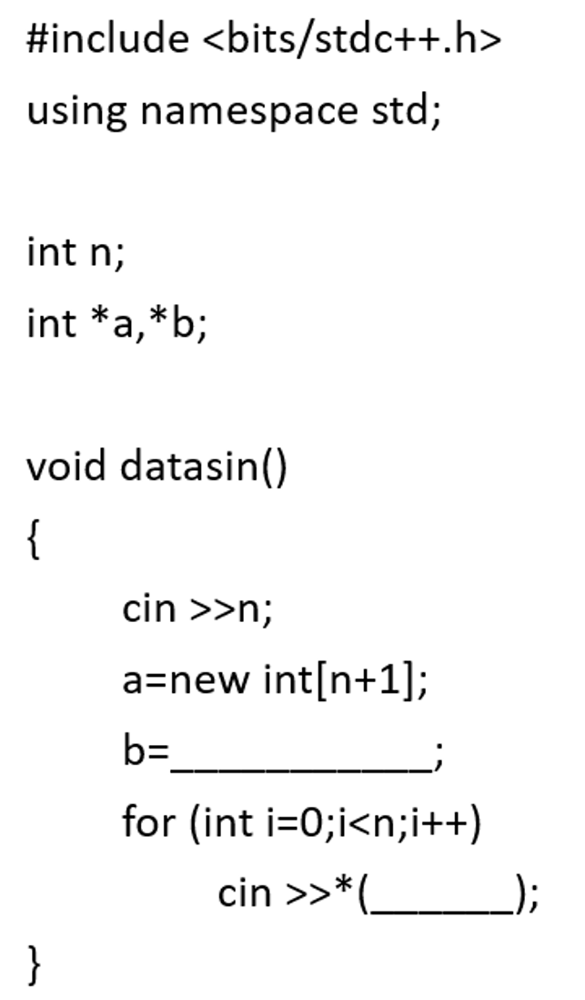 #include <bits/stdc++.h>
using namespace std;
int n;
int *a,*b;
void datasin()
{
cin >>n;
a=new int[n+1];
b=___________;
for (int i=0;i<n;i++)
cin >>*(______);
}